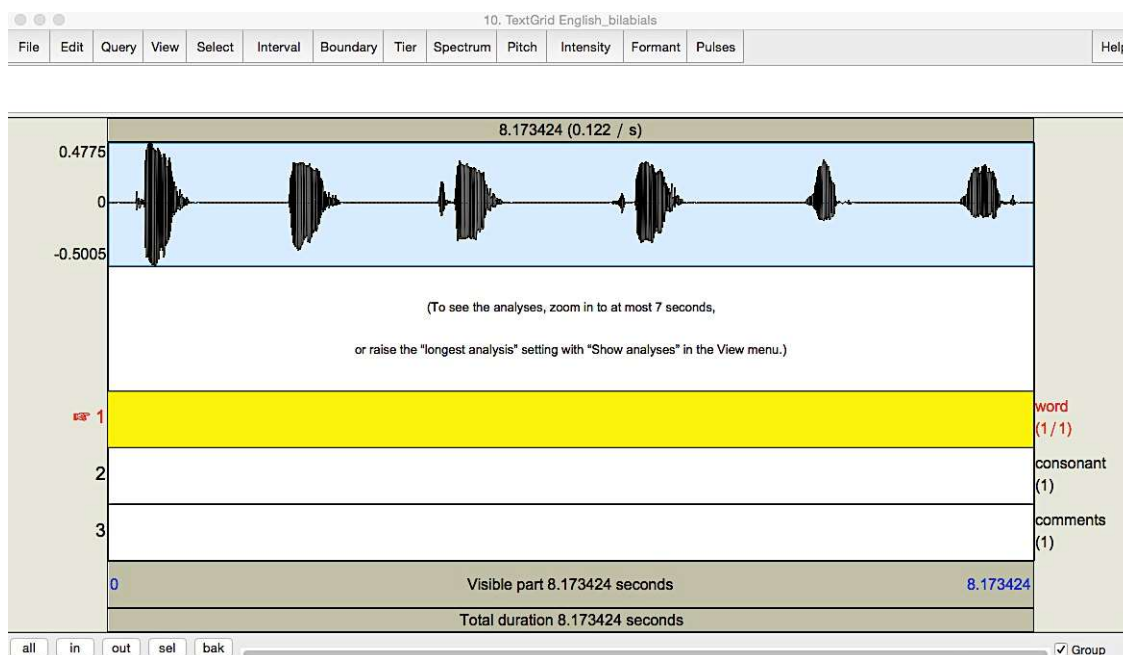 10. TextGrid English_bilabials
File Edit Query View Select Interval Boundary Tier Spectrum Pitch Intensity Formant Pulses Help
8.173424 (0.122 / s)
0.4775
0
-0.5005
(To see the analyses, zoom in to at most 7 seconds,
or raise the "longest analysis" setting with "Show analyses" in the View menu.)
☞ 1 word
(1 / 1)
2 consonant
(1)
3 comments
(1)
0 Visible part 8.173424 seconds 8.173424
Total duration 8.173424 seconds
all in out sel bak Group